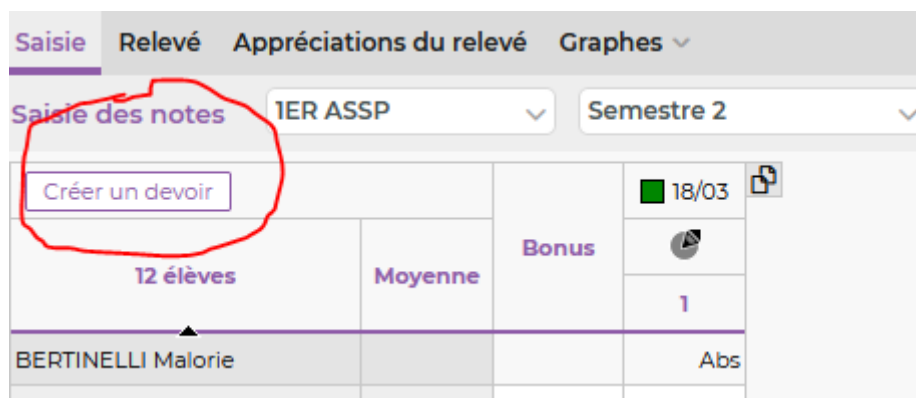 Saisie Relevé Appréciations du relevé Graphes
Saisie des notes 1ER ASSP Semestre 2
Créer un devoir 18/03
Bonus
12 élèves Moyenne
1
BERTINELLI Malorie Abs